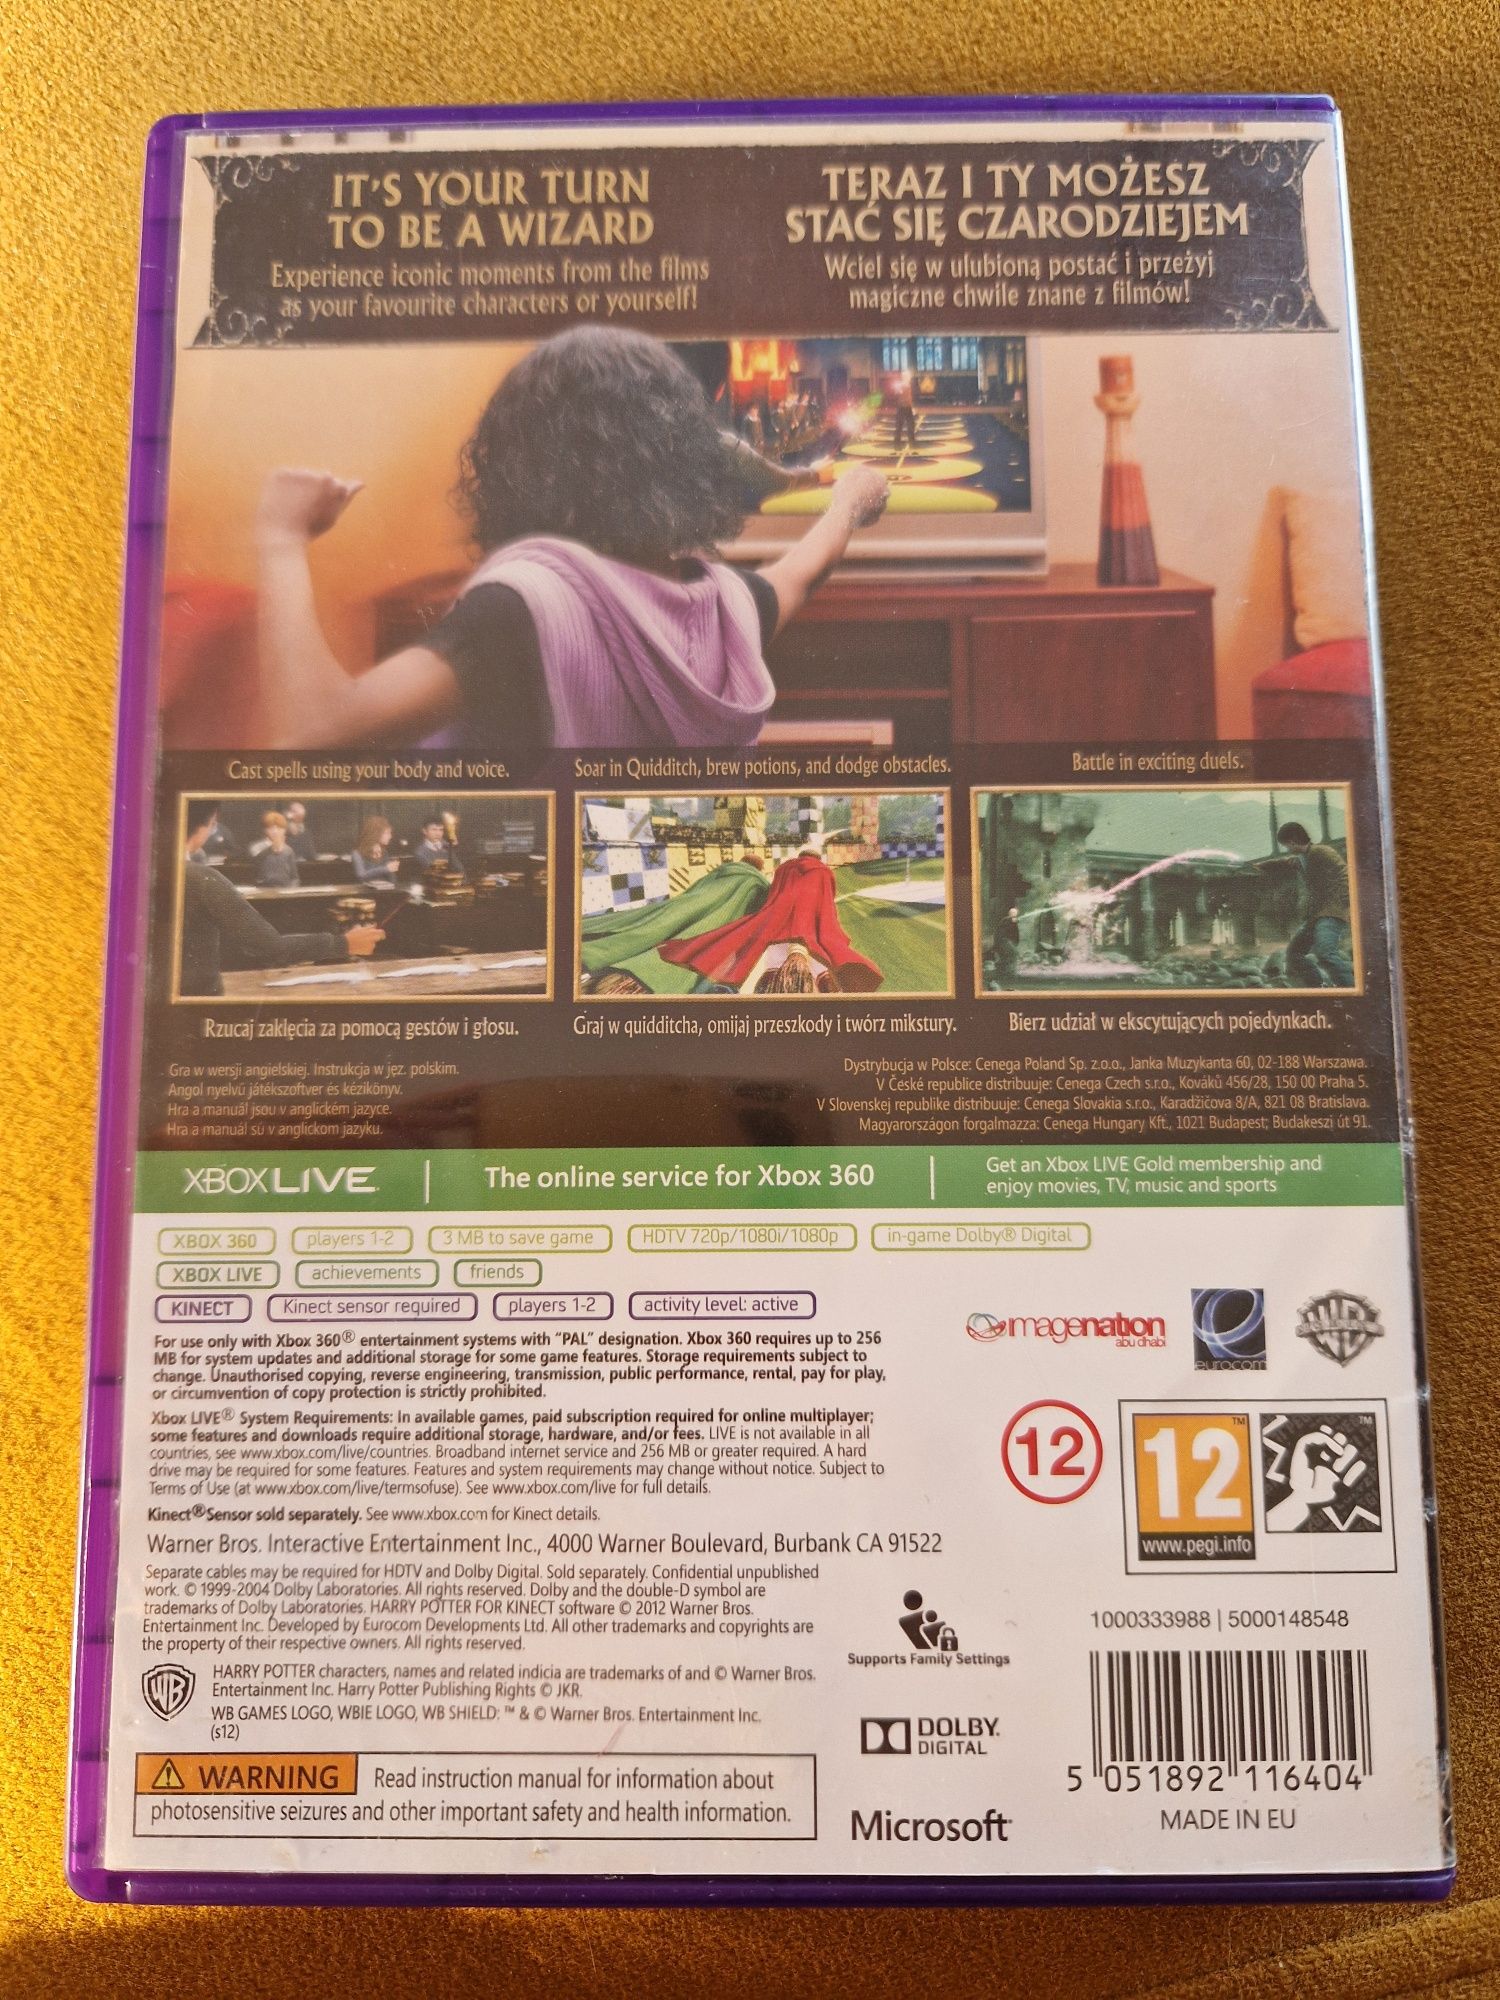 IT'S YOUR TURN
TO BE A WIZARD
Experience iconic moments from the films
as your favourite characters or yourself!
TERAZ I TY MOŻESZ
STAĆ SIĘ CZARODZIEJEM
Wciel się w ulubioną postać i przeżyj
magiczne chwile znane z filmów!
Cast spells using your body and voice.
Soar in Quidditch, brew potions, and dodge obstacles.
Battle in exciting duels.
Rzucaj zaklęcia za pomocą gestów i głosu.
Graj w quidditcha, omijaj przeszkody i twórz mikstury.
Bierz udział w ekscytujących pojedynkach.
Gra w wersji angielskiej. Instrukcja w jęz. polskim.
Angol nyelvű játékszoftver és kézikönyv.
Hra a manuál jsou v anglickém jazyce.
Hra a manuál sú v anglickom jazyku.
Dystrybucja w Polsce: Cenega Poland Sp. z.o.o., Janka Muzykanta 60, 02-188 Warszawa.
V České republice distribuuje: Cenega Czech s.r.o., Kováků 456/28, 150 00 Praha 5.
V Slovenskej republike distribuuje: Cenega Slovakia s.r.o., Karadžičova 8/A, 821 08 Bratislava.
Magyarországon forgalmazza: Cenega Hungary Kft., 1021 Budapest; Budakeszi út 91.
XBOX LIVE
The online service for Xbox 360
Get an Xbox LIVE Gold membership and
enjoy movies, TV, music and sports
XBOX 360 players 1-2 3 MB to save game HDTV 720p/1080i/1080p in-game Dolby® Digital
XBOX LIVE achievements friends
KINECT Kinect sensor required players 1-2 activity level: active
For use only with Xbox 360® entertainment systems with "PAL" designation. Xbox 360 requires up to 256
MB for system updates and additional storage for some game features. Storage requirements subject to
change. Unauthorised copying, reverse engineering, transmission, public performance, rental, pay for play,
or circumvention of copy protection is strictly prohibited.
Xbox LIVE® System Requirements: In available games, paid subscription required for online multiplayer;
some features and downloads require additional storage, hardware, and/or fees. LIVE is not available in all
countries, see www.xbox.com/live/countries. Broadband internet service and 256 MB or greater required. A hard
drive may be required for some features. Features and system requirements may change without notice. Subject to
Terms of Use (at www.xbox.com/live/termsofuse). See www.xbox.com/live for full details.
Kinect® Sensor sold separately. See www.xbox.com for Kinect details.
Warner Bros. Interactive Entertainment Inc., 4000 Warner Boulevard, Burbank CA 91522
Separate cables may be required for HDTV and Dolby Digital. Sold separately. Confidential unpublished
work. © 1999-2004 Dolby Laboratories. All rights reserved. Dolby and the double-D symbol are
trademarks of Dolby Laboratories. HARRY POTTER FOR KINECT software © 2012 Warner Bros.
Entertainment Inc. Developed by Eurocom Developments Ltd. All other trademarks and copyrights are
the property of their respective owners. All rights reserved.
WB
HARRY POTTER characters, names and related indicia are trademarks of and © Warner Bros.
Entertainment Inc. Harry Potter Publishing Rights © JKR.
WB GAMES LOGO, WBIE LOGO, WB SHIELD: ™ & © Warner Bros. Entertainment Inc.
(s12)
WARNING Read instruction manual for information about
photosensitive seizures and other important safety and health information.
imagenation
abu dhabi
eurocom
12
12 ™
www.pegi.info
™
Supports Family Settings
DOLBY
DIGITAL
Microsoft
1000333988 | 5000148548
5 051892 116404
MADE IN EU